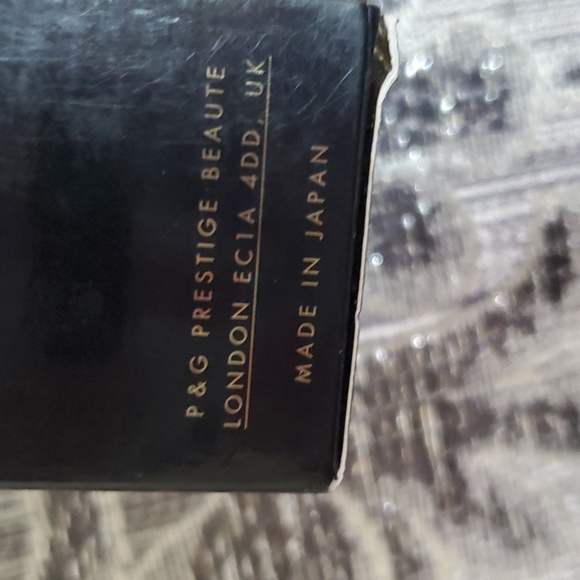 P&G PRESTIGE BEAUTE
LONDON EC1A 4DD, UK
MADE IN JAPAN